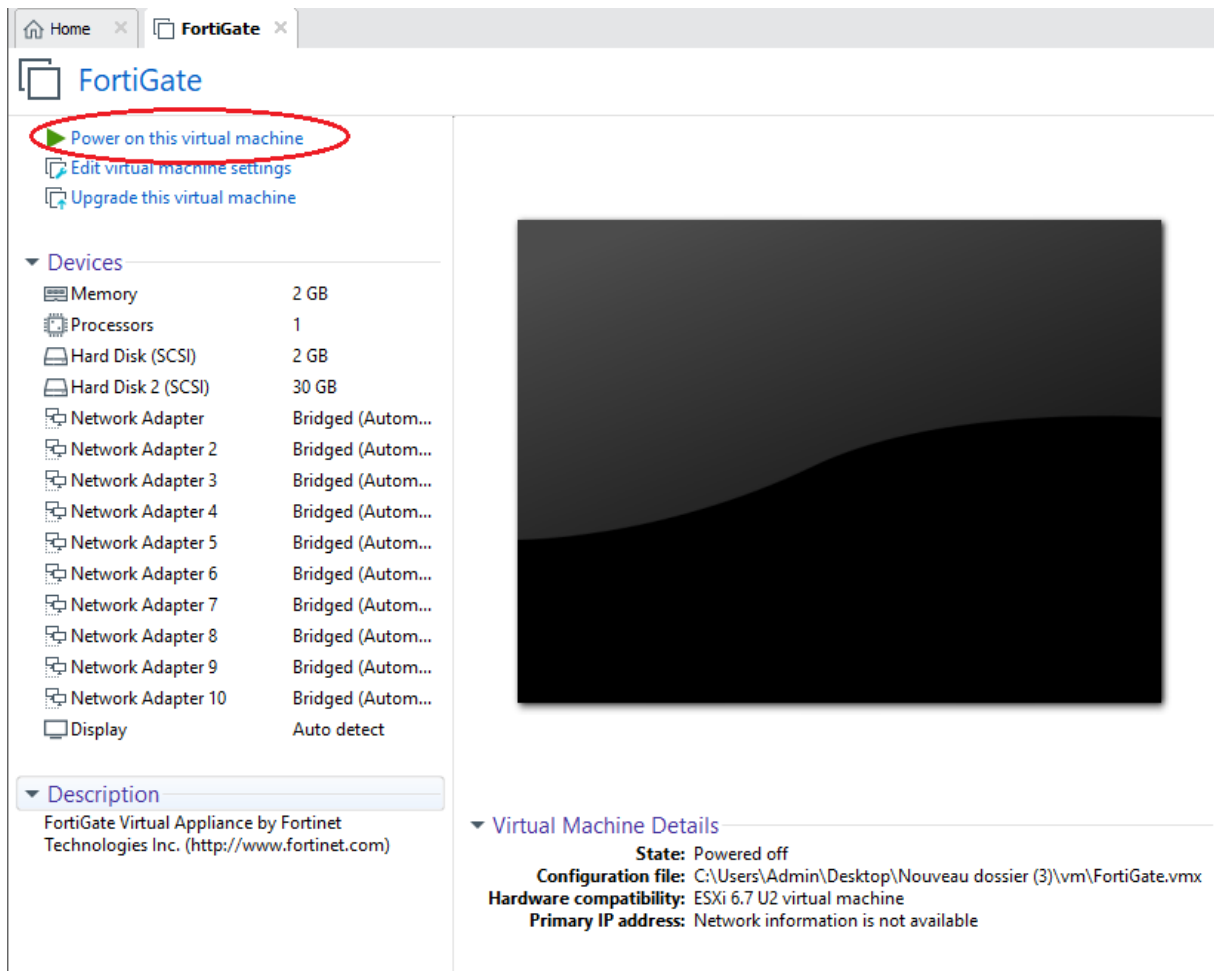 Home
FortiGate
FortiGate
Power on this virtual machine
Edit virtual machine settings
Upgrade this virtual machine
Devices
Memory 2 GB
Processors 1
Hard Disk (SCSI) 2 GB
Hard Disk 2 (SCSI) 30 GB
Network Adapter Bridged (Autom...
Network Adapter 2 Bridged (Autom...
Network Adapter 3 Bridged (Autom...
Network Adapter 4 Bridged (Autom...
Network Adapter 5 Bridged (Autom...
Network Adapter 6 Bridged (Autom...
Network Adapter 7 Bridged (Autom...
Network Adapter 8 Bridged (Autom...
Network Adapter 9 Bridged (Autom...
Network Adapter 10 Bridged (Autom...
Display Auto detect
Description
FortiGate Virtual Appliance by Fortinet
Technologies Inc. (http://www.fortinet.com)
Virtual Machine Details
State: Powered off
Configuration file: C:\Users\Admin\Desktop\Nouveau dossier (3)\vm\FortiGate.vmx
Hardware compatibility: ESXi 6.7 U2 virtual machine
Primary IP address: Network information is not available